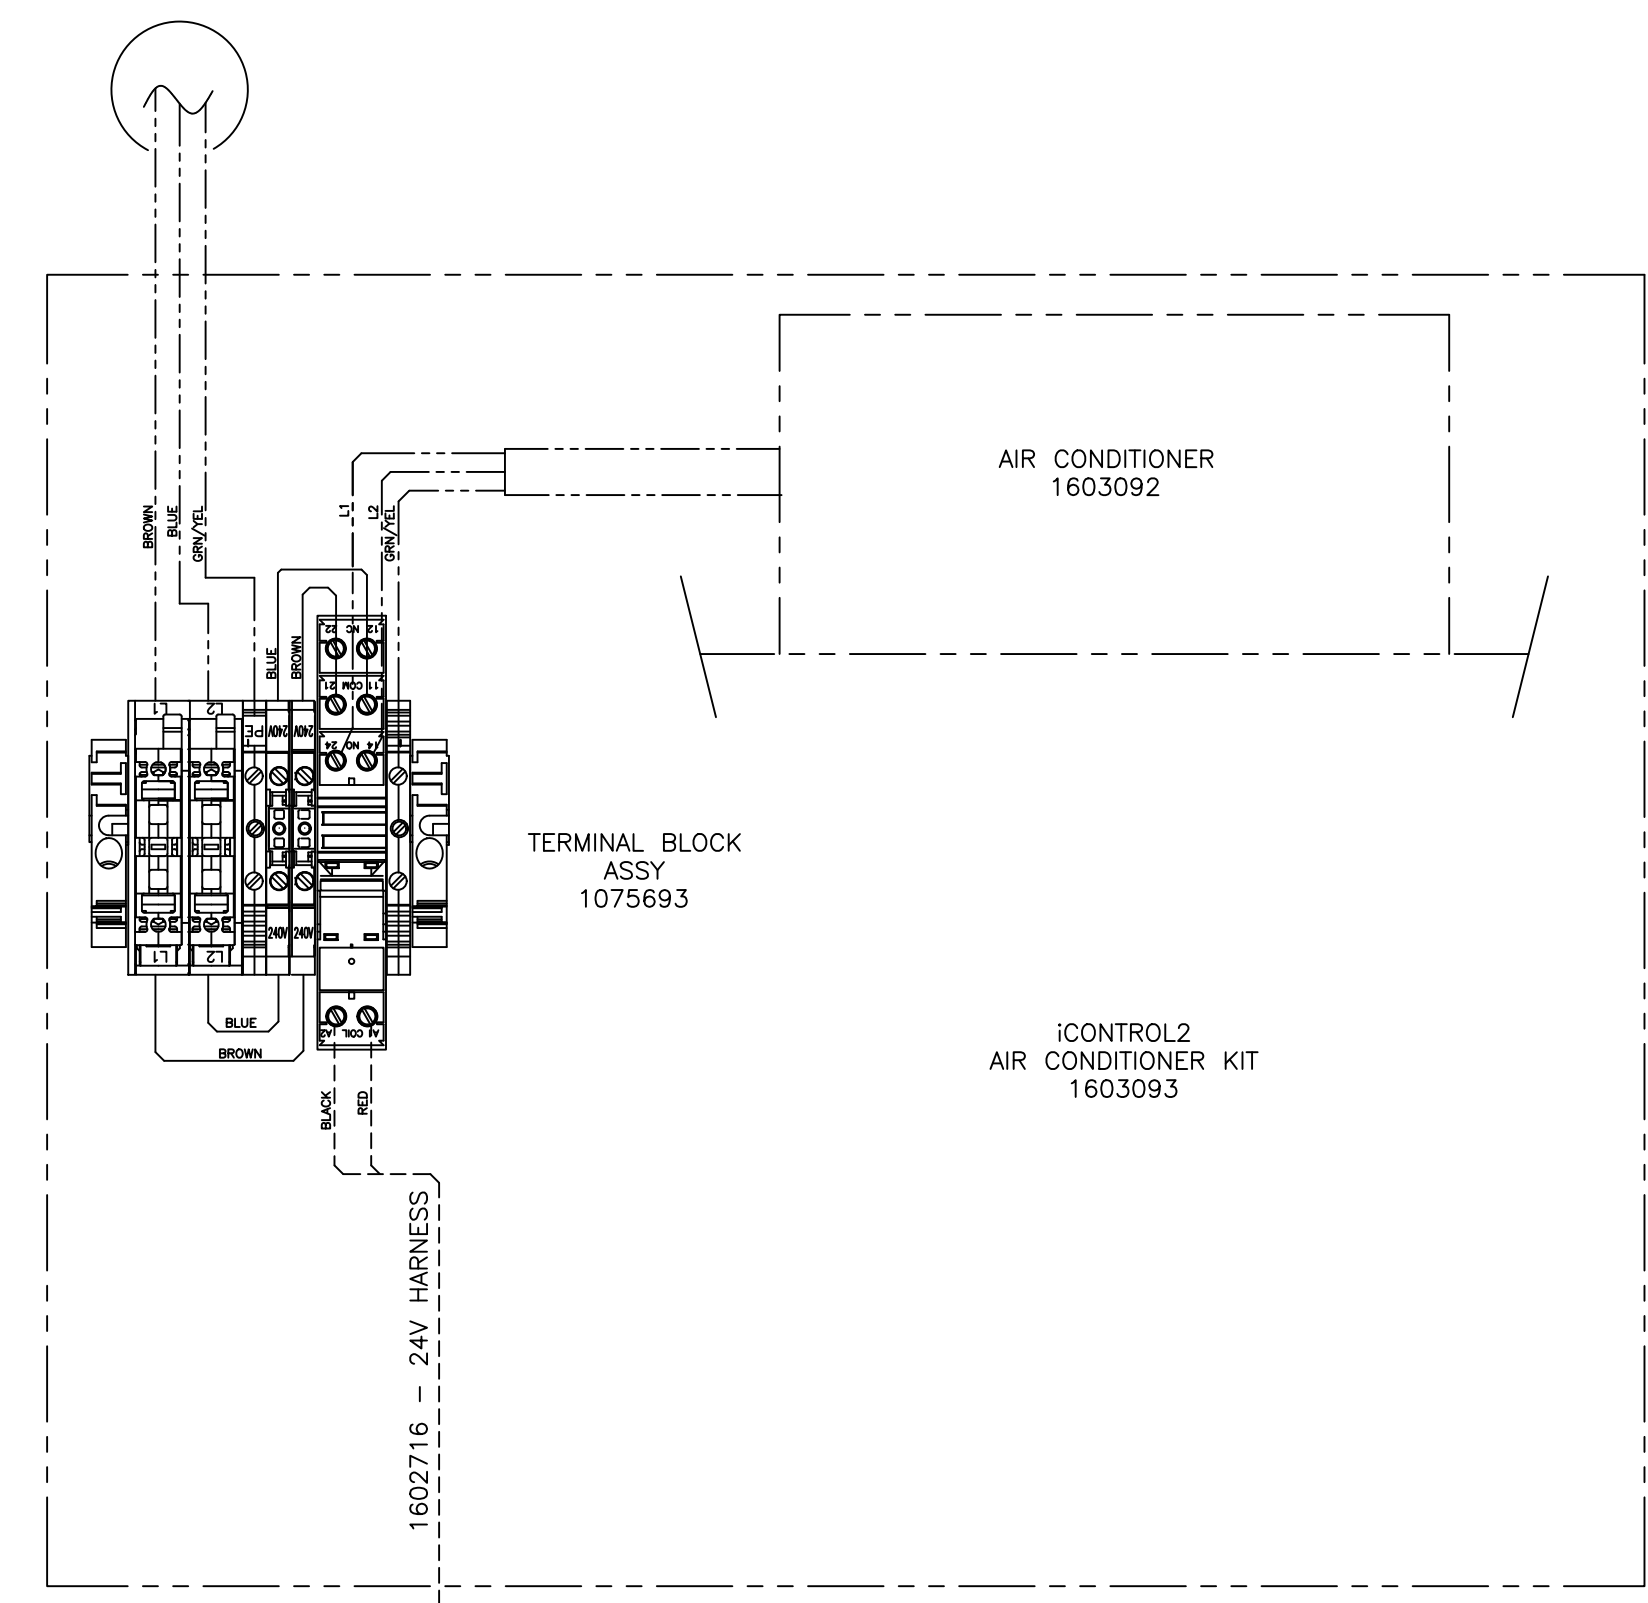 AIR CONDITIONER
1603092
BROWN
BLUE
GRN/YEL
L1
L2
GRN/YEL
BLUE
BROWN
22 NC 12
21 COM 11
24 NO 14
L1
L2
PE
240V
240V
TERMINAL BLOCK
ASSY
1075693
240V
240V
L1
L2
A2 COIL A1
BLUE
BROWN
iCONTROL2
AIR CONDITIONER KIT
1603093
BLACK
RED
1602716 - 24V HARNESS